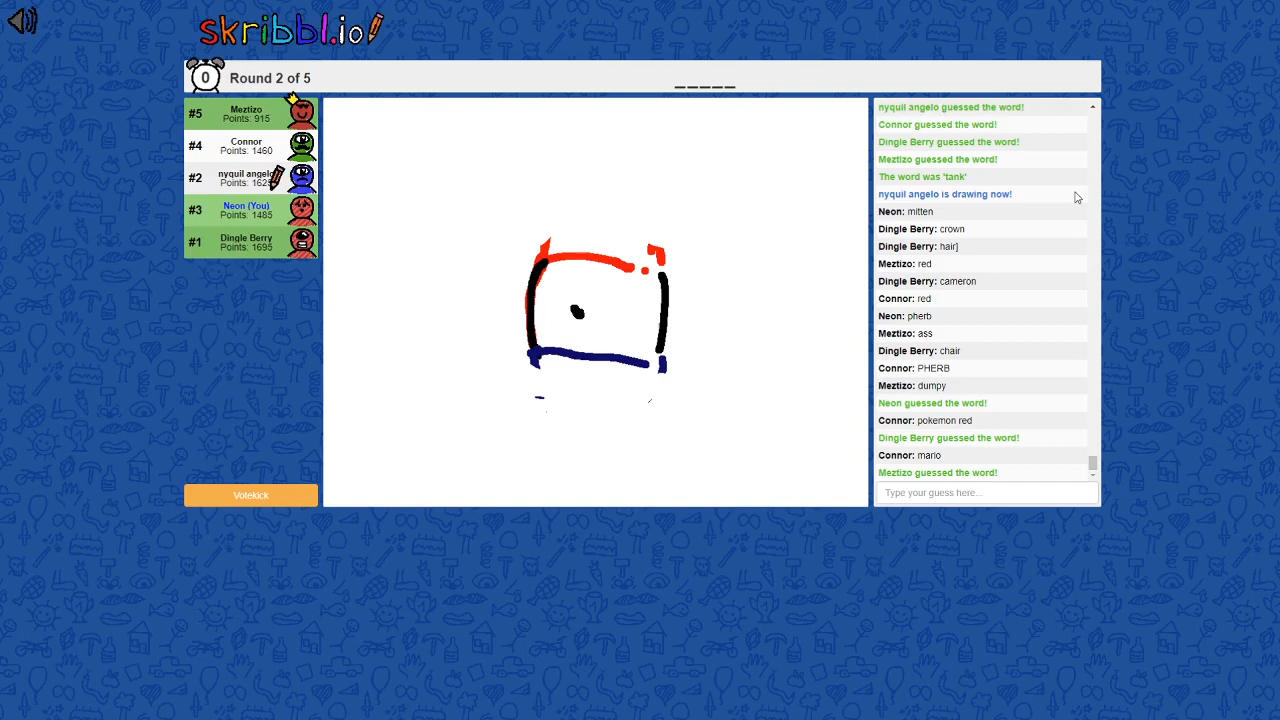 skribbl.io
0
Round 2 of 5
_ _ _ _ _
#5
Meztizo
Points: 915
#4
Connor
Points: 1460
#2
nyquil angelo
Points: 162
#3
Neon (You)
Points: 1485
#1
Dingle Berry
Points: 1695
Votekick
nyquil angelo guessed the word!
Connor guessed the word!
Dingle Berry guessed the word!
Meztizo guessed the word!
The word was 'tank'
nyquil angelo is drawing now!
Neon: mitten
Dingle Berry: crown
Dingle Berry: hair]
Meztizo: red
Dingle Berry: cameron
Connor: red
Neon: pherb
Meztizo: ass
Dingle Berry: chair
Connor: PHERB
Meztizo: dumpy
Neon guessed the word!
Connor: pokemon red
Dingle Berry guessed the word!
Connor: mario
Meztizo guessed the word!
Type your guess here...